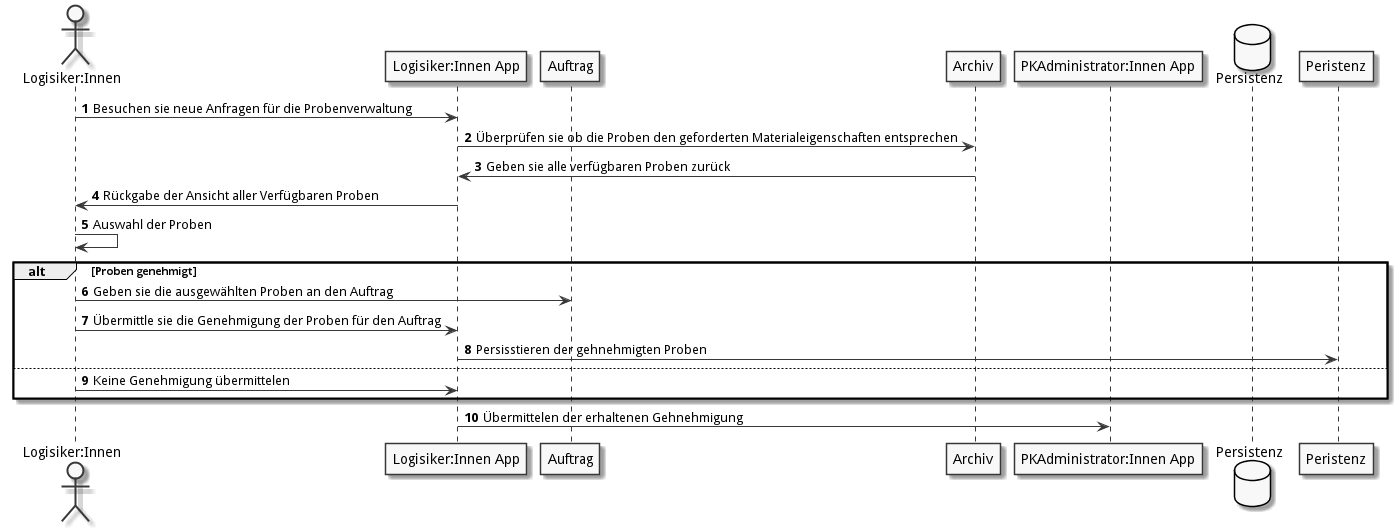 Logisiker:Innen
Logisiker:Innen App
Auftrag
Archiv
PKAdministrator:Innen App
Persistenz
Peristenz
1 Besuchen sie neue Anfragen für die Probenverwaltung
2 Überprüfen sie ob die Proben den geforderten Materialeigenschaften entsprechen
3 Geben sie alle verfügbaren Proben zurück
4 Rückgabe der Ansicht aller Verfügbaren Proben
5 Auswahl der Proben
alt [Proben genehmigt]
6 Geben sie die ausgewählten Proben an den Auftrag
7 Übermittle sie die Genehmigung der Proben für den Auftrag
8 Persisstieren der gehnehmigten Proben
9 Keine Genehmigung übermittelen
10 Übermittelen der erhaltenen Gehnehmigung
Logisiker:Innen
Logisiker:Innen App
Auftrag
Archiv
PKAdministrator:Innen App
Persistenz
Peristenz